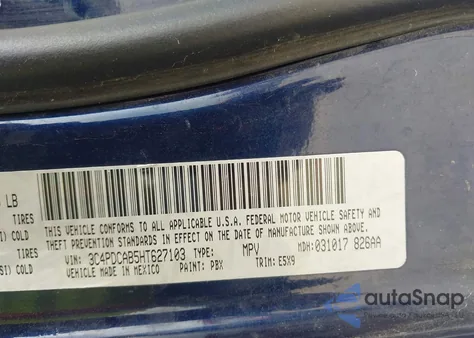 LB
THIS VEHICLE CONFORMS TO ALL APPLICABLE U.S.A. FEDERAL MOTOR VEHICLE SAFETY AND
THEFT PREVENTION STANDARDS IN EFFECT ON THE DATE OF MANUFACTURE SHOWN ABOVE.
TIRES
COLD VIN: 3C4PDCAB5HT627103 TYPE: MPV MDH: 031017 826AA
TIRES VEHICLE MADE IN MEXICO PAINT: PBX TRIM: E5X9
SI) COLD
autoSnap